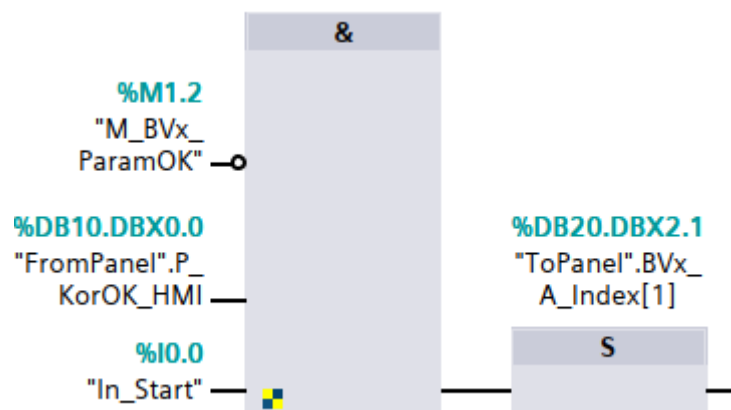 &
%M1.2
"M_BVx_
ParamOK"
%DB10.DBX0.0
"FromPanel".P_
KorOK_HMI
%I0.0
"In_Start"
%DB20.DBX2.1
"ToPanel".BVx_
A_Index[1]
S